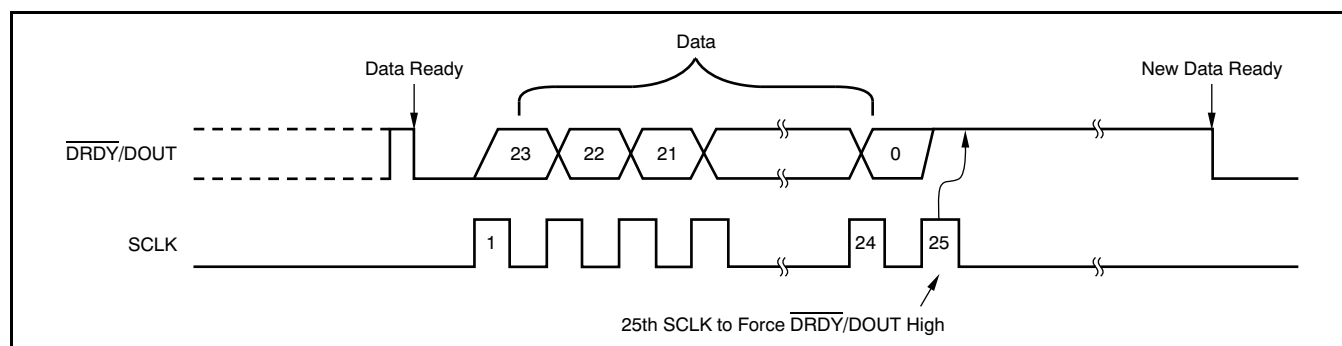 Data
Data Ready
New Data Ready
DRDY/DOUT
23 22 21 0
SCLK
1 24 25
25th SCLK to Force DRDY/DOUT High